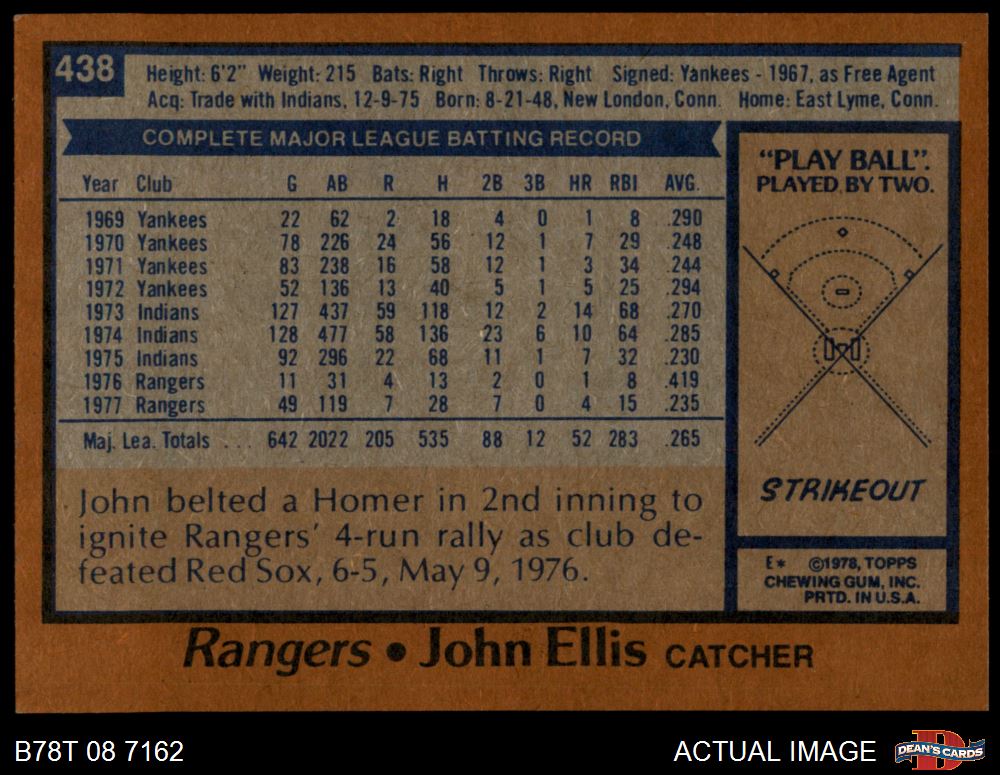 438
Height: 6'2" Weight: 215 Bats: Right Throws: Right Signed: Yankees - 1967, as Free Agent
Acq: Trade with Indians, 12-9-75 Born: 8-21-48, New London, Conn. Home: East Lyme, Conn.
COMPLETE MAJOR LEAGUE BATTING RECORD
Year Club G AB R H 2B 3B HR RBI AVG.
1969 Yankees 22 62 2 18 4 0 1 8 .290
1970 Yankees 78 226 24 56 12 1 7 29 .248
1971 Yankees 83 238 16 58 12 1 3 34 .244
1972 Yankees 52 136 13 40 5 1 5 25 .294
1973 Indians 127 437 59 118 12 2 14 68 .270
1974 Indians 128 477 58 136 23 6 10 64 .285
1975 Indians 92 296 22 68 11 1 7 32 .230
1976 Rangers 11 31 4 13 2 0 1 8 .419
1977 Rangers 49 119 7 28 7 0 4 15 .235
Maj. Lea. Totals ... 642 2022 205 535 88 12 52 283 .265
John belted a Homer in 2nd inning to
ignite Rangers' 4-run rally as club de-
feated Red Sox, 6-5, May 9, 1976.
"PLAY BALL".
PLAYED BY TWO.
STRIKEOUT
E* ©1978, TOPPS
CHEWING GUM, INC.
PRTD. IN U.S.A.
Rangers • John Ellis CATCHER
B78T 08 7162
ACTUAL IMAGE
D
DEAN'S CARDS